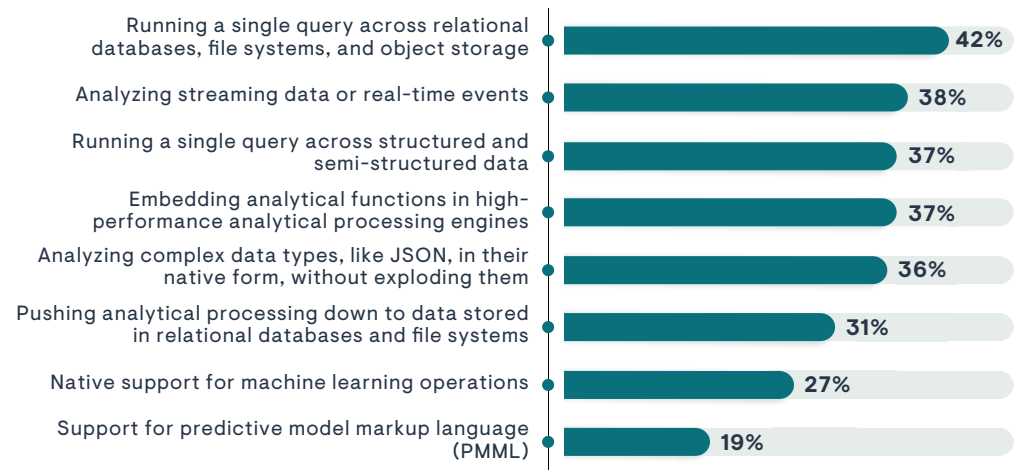 Running a single query across relational
databases, file systems, and object storage
42%
Analyzing streaming data or real-time events
38%
Running a single query across structured and
semi-structured data
37%
Embedding analytical functions in high-
performance analytical processing engines
37%
Analyzing complex data types, like JSON, in their
native form, without exploding them
36%
Pushing analytical processing down to data stored
in relational databases and file systems
31%
Native support for machine learning operations
27%
Support for predictive model markup language
(PMML)
19%